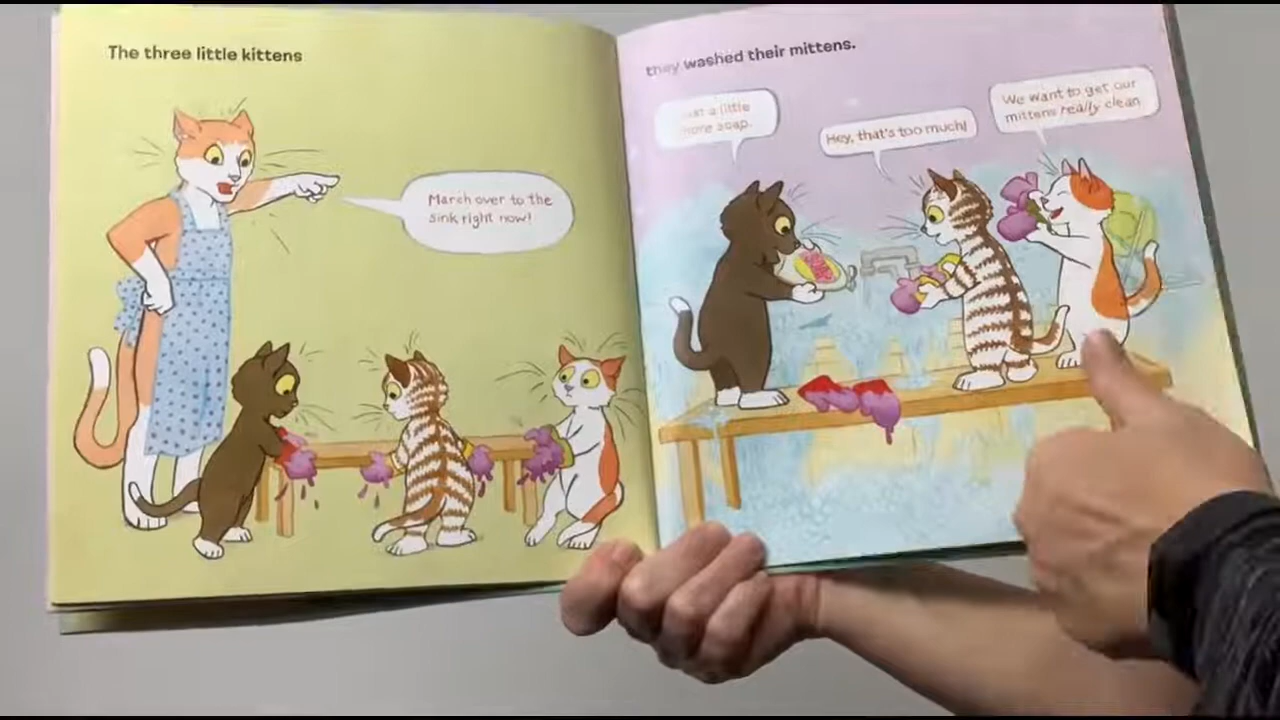 The three little kittens
March over to the
sink right now!
they washed their mittens.
a little
soap.
Hey, that's too much!
We want to get our
mittens really clean